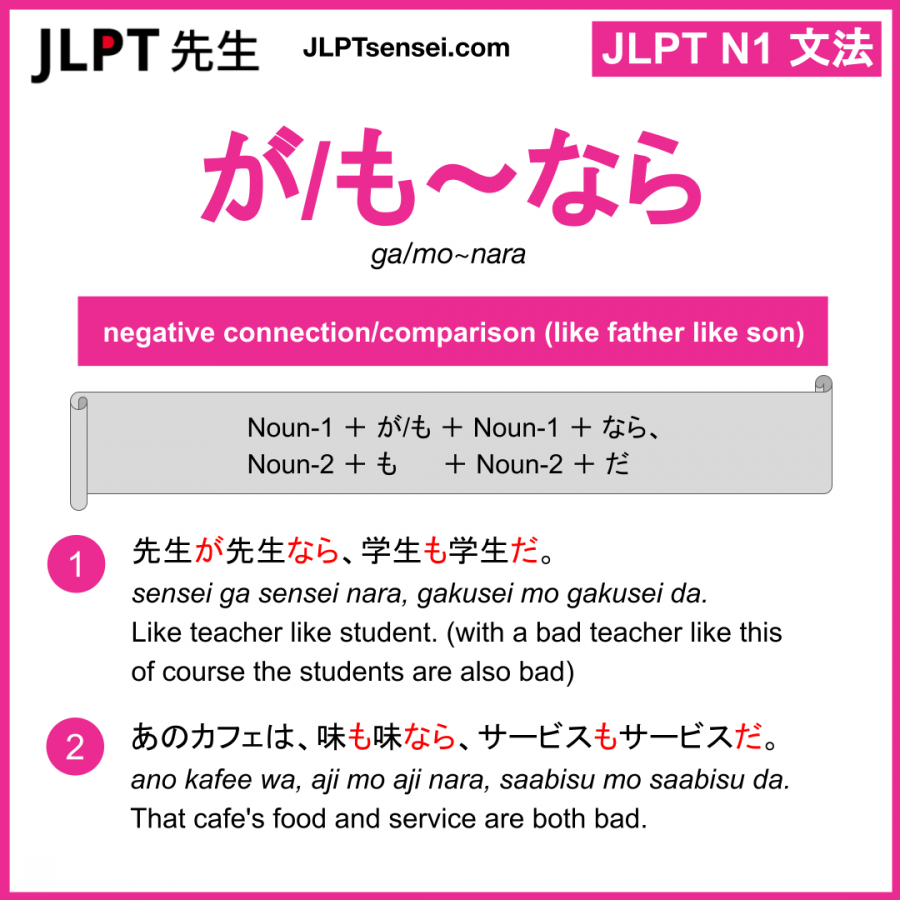 JLPT 先生
JLPTsensei.com
JLPT N1 文法
が/も〜なら
ga/mo~nara
negative connection/comparison (like father like son)
Noun-1 ＋ が/も ＋ Noun-1 ＋ なら、
Noun-2 ＋ も ＋ Noun-2 ＋ だ
1
先生が先生なら、学生も学生だ。
sensei ga sensei nara, gakusei mo gakusei da.
Like teacher like student. (with a bad teacher like this
of course the students are also bad)
2
あのカフェは、味も味なら、サービスもサービスだ。
ano kafee wa, aji mo aji nara, saabisu mo saabisu da.
That cafe's food and service are both bad.